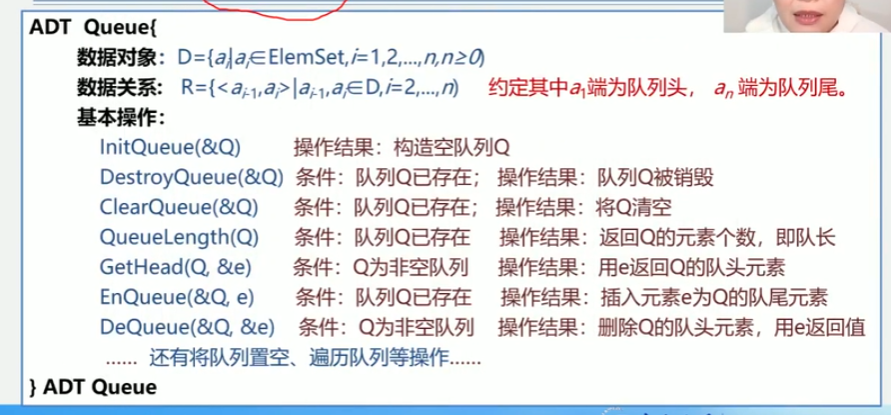 ADT Queue{
数据对象：D={aᵢ|aᵢ∈ElemSet,i=1,2,...,n,n≥0)
数据关系：R={<aᵢ₋₁,aᵢ>|aᵢ₋₁,aᵢ∈D,i=2,...,n) 约定其中a₁端为队列头， aₙ 端为队列尾。
基本操作：
InitQueue(&Q) 操作结果：构造空队列Q
DestroyQueue(&Q) 条件：队列Q已存在； 操作结果：队列Q被销毁
ClearQueue(&Q) 条件：队列Q已存在； 操作结果：将Q清空
QueueLength(Q) 条件：队列Q已存在 操作结果：返回Q的元素个数，即队长
GetHead(Q, &e) 条件：Q为非空队列 操作结果：用e返回Q的队头元素
EnQueue(&Q, e) 条件：队列Q已存在 操作结果：插入元素e为Q的队尾元素
DeQueue(&Q, &e) 条件：Q为非空队列 操作结果：删除Q的队头元素，用e返回值
...... 还有将队列置空、遍历队列等操作......
} ADT Queue